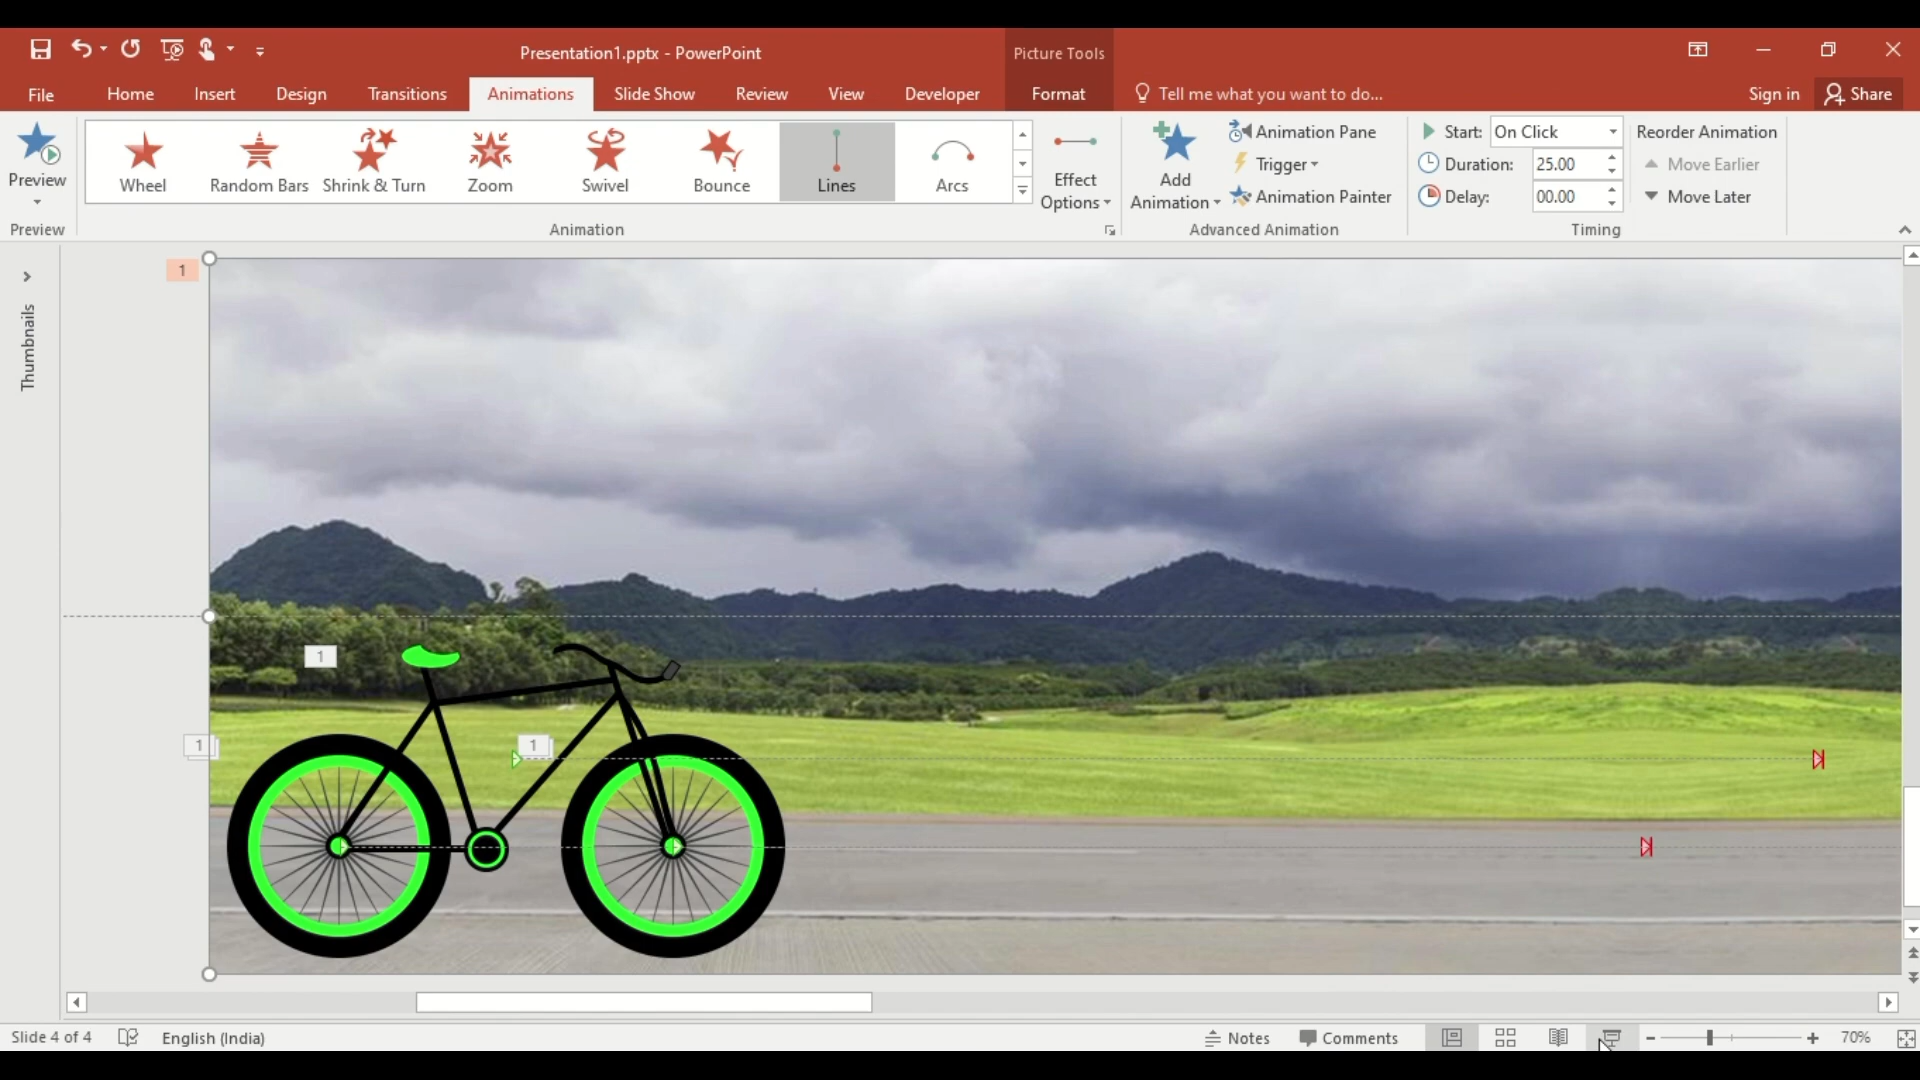 Presentation1.pptx - PowerPoint
Picture Tools
File Home Insert Design Transitions Animations Slide Show Review View Developer Format Tell me what you want to do... Sign in Share
Preview
Wheel Random Bars Shrink & Turn Zoom Swivel Bounce Lines Arcs
Effect Options
Add Animation
Animation Pane
Trigger
Animation Painter
Start: On Click
Duration: 25.00
Delay: 00.00
Reorder Animation
Move Earlier
Move Later
Preview Animation Advanced Animation Timing
Thumbnails
1
1
1
1
Slide 4 of 4 English (India) Notes Comments 70%